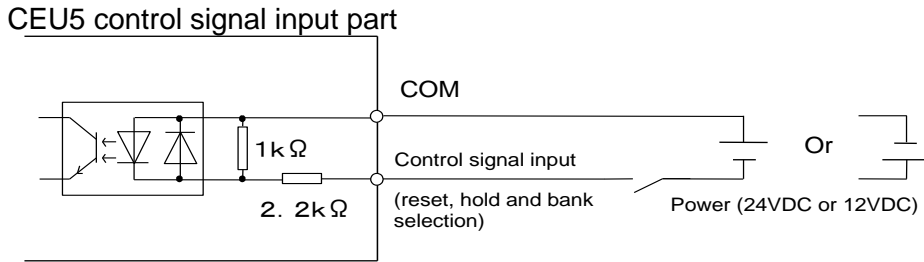 CEU5 control signal input part
COM
1kΩ
Control signal input
Or
2. 2kΩ
(reset, hold and bank
selection)
Power (24VDC or 12VDC)